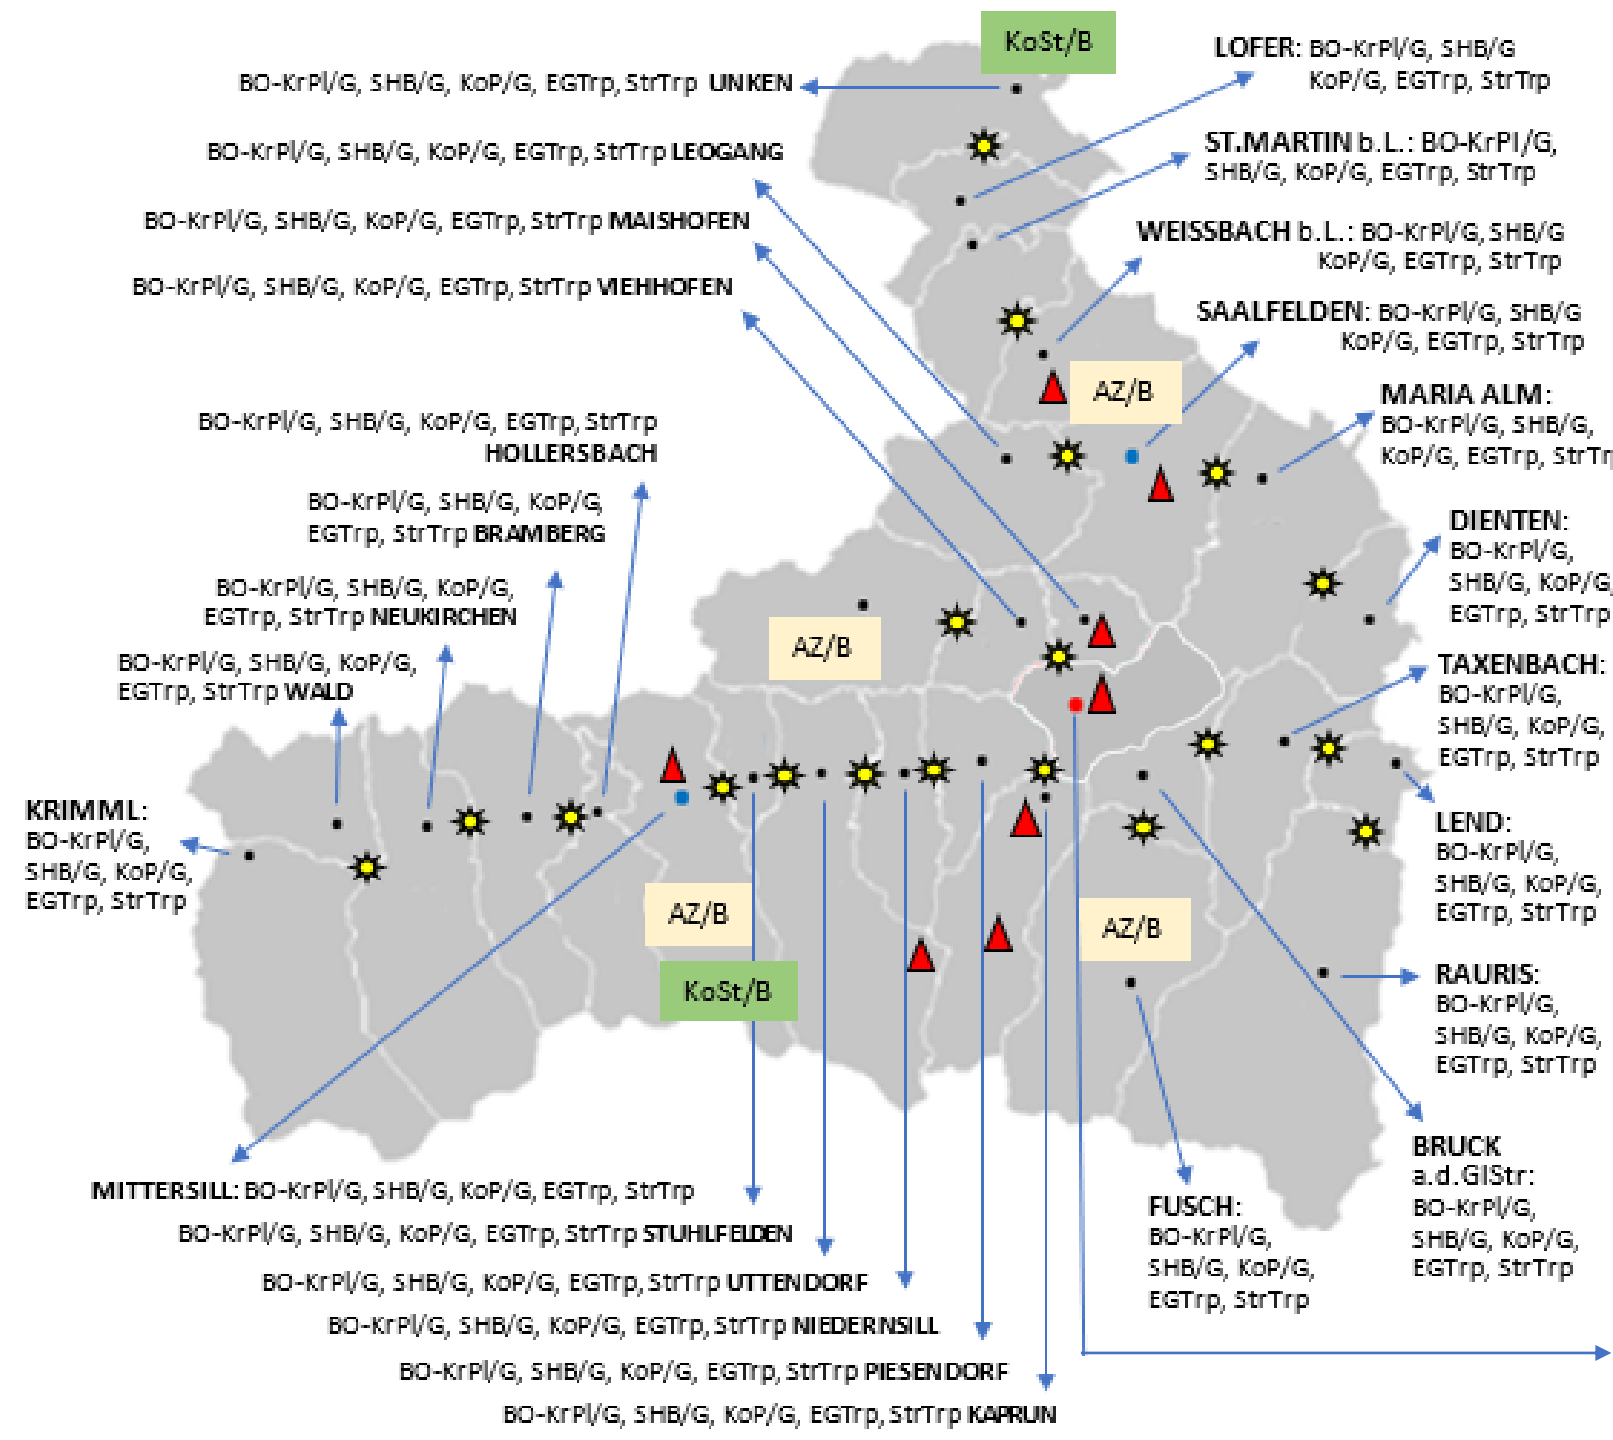 KoSt/B
LOFER: BO-KrPl/G, SHB/G
KoP/G, EGTrp, StrTrp
BO-KrPl/G, SHB/G, KoP/G, EGTrp, StrTrp UNKEN
ST.MARTIN b.L.: BO-KrPl/G,
SHB/G, KoP/G, EGTrp, StrTrp
BO-KrPl/G, SHB/G, KoP/G, EGTrp, StrTrp LEOGANG
BO-KrPl/G, SHB/G, KoP/G, EGTrp, StrTrp MAISHOFEN
WEISSBACH b.L.: BO-KrPl/G, SHB/G
KoP/G, EGTrp, StrTrp
BO-KrPl/G, SHB/G, KoP/G, EGTrp, StrTrp VIEHHOFEN
SAALFELDEN: BO-KrPl/G, SHB/G
KoP/G, EGTrp, StrTrp
AZ/B
MARIA ALM:
BO-KrPl/G, SHB/G,
KoP/G, EGTrp, StrTr
BO-KrPl/G, SHB/G, KoP/G, EGTrp, StrTrp
HOLLERSBACH
BO-KrPl/G, SHB/G, KoP/G,
EGTrp, StrTrp BRAMBERG
DIENTEN:
BO-KrPl/G,
SHB/G, KoP/G,
EGTrp, StrTrp
BO-KrPl/G, SHB/G, KoP/G,
EGTrp, StrTrp NEUKIRCHEN
AZ/B
BO-KrPl/G, SHB/G, KoP/G,
EGTrp, StrTrp WALD
TAXENBACH:
BO-KrPl/G,
SHB/G, KoP/G,
EGTrp, StrTrp
KRIMML:
BO-KrPl/G,
SHB/G, KoP/G,
EGTrp, StrTrp
LEND:
BO-KrPl/G,
SHB/G, KoP/G,
EGTrp, StrTrp
AZ/B
AZ/B
KoSt/B
RAURIS:
BO-KrPl/G,
SHB/G, KoP/G,
EGTrp, StrTrp
BRUCK
a.d.GlStr:
BO-KrPl/G,
SHB/G, KoP/G,
EGTrp, StrTrp
FUSCH:
BO-KrPl/G,
SHB/G, KoP/G,
EGTrp, StrTrp
MITTERSILL: BO-KrPl/G, SHB/G, KoP/G, EGTrp, StrTrp
BO-KrPl/G, SHB/G, KoP/G, EGTrp, StrTrp STUHLFELDEN
BO-KrPl/G, SHB/G, KoP/G, EGTrp, StrTrp UTTENDORF
BO-KrPl/G, SHB/G, KoP/G, EGTrp, StrTrp NIEDERNSILL
BO-KrPl/G, SHB/G, KoP/G, EGTrp, StrTrp PIESENDORF
BO-KrPl/G, SHB/G, KoP/G, EGTrp, StrTrp KAPRUN